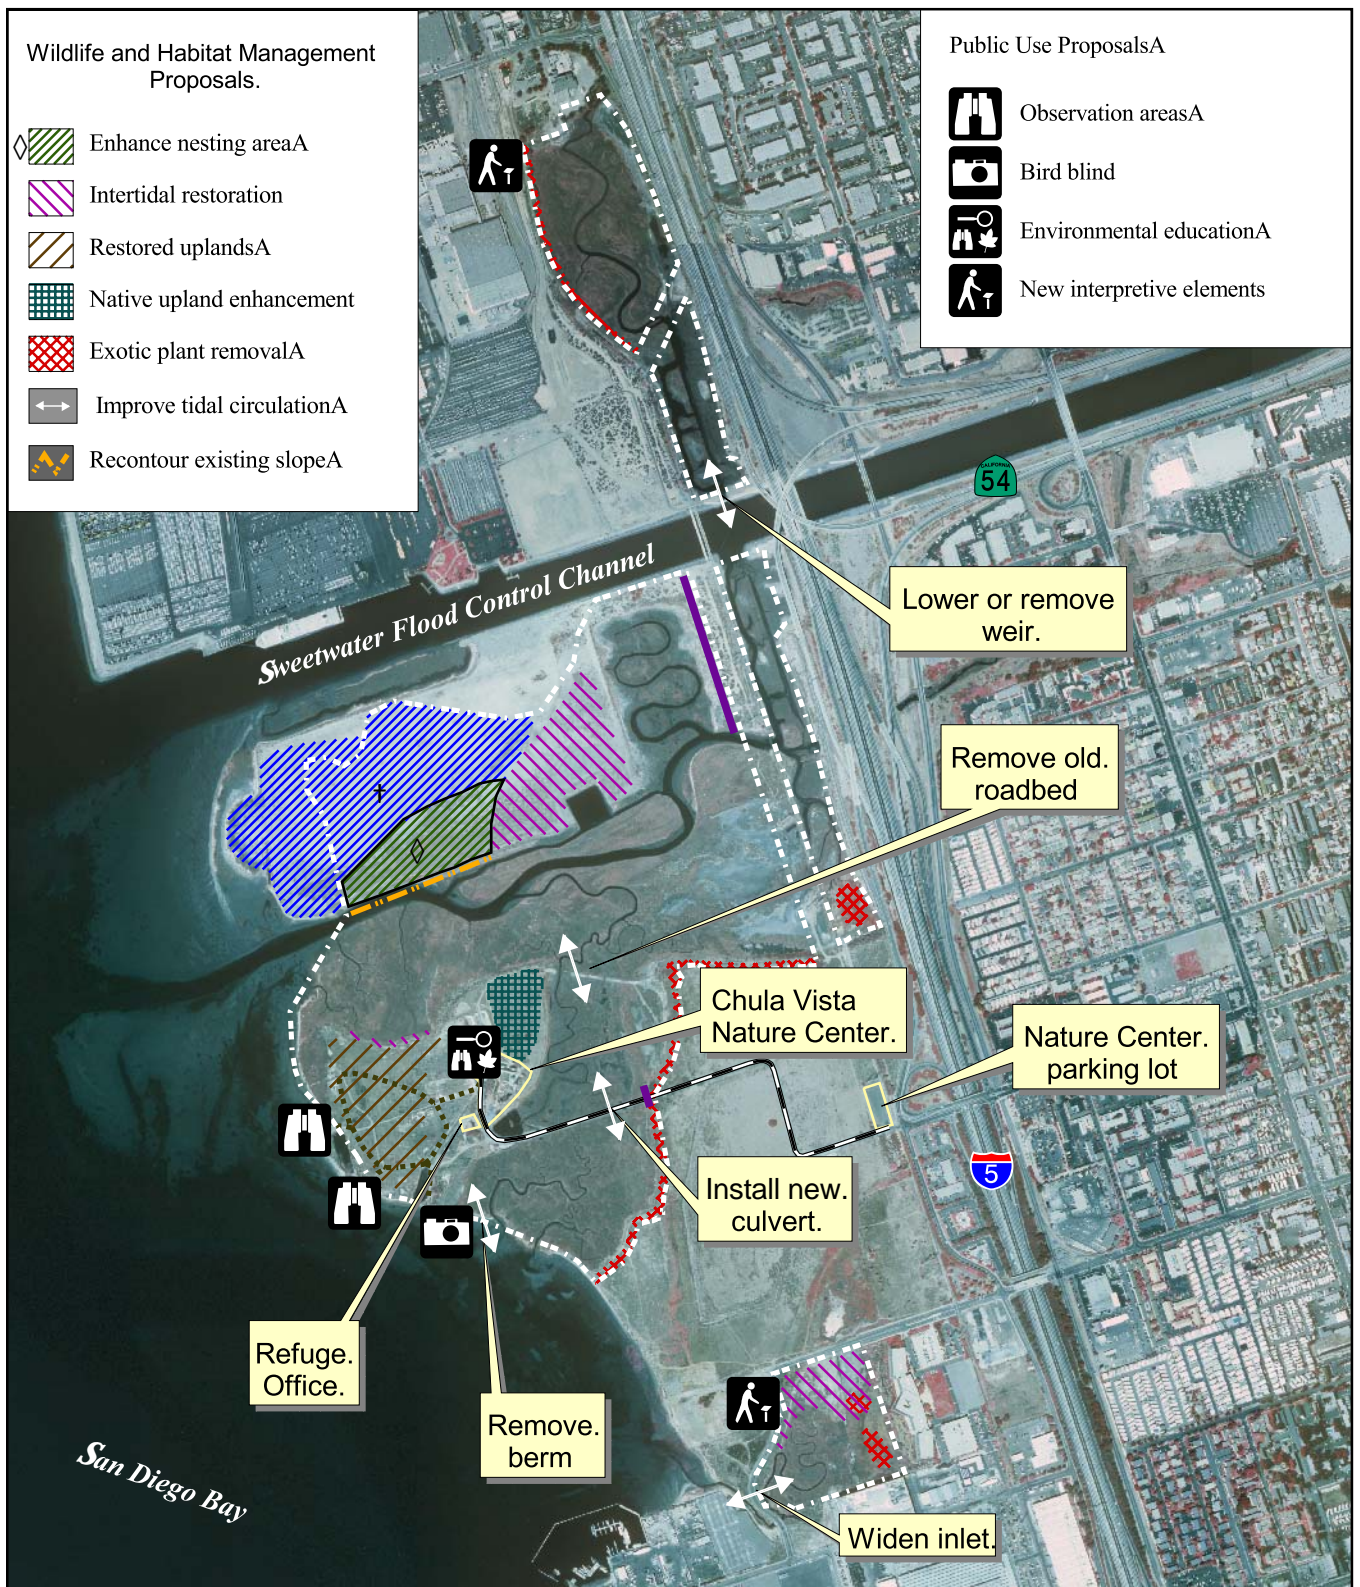 Wildlife and Habitat Management
Proposals.
Enhance nesting areaA
Intertidal restoration
Restored uplandsA
Native upland enhancement
Exotic plant removalA
Improve tidal circulationA
Recontour existing slopeA
Public Use ProposalsA
Observation areasA
Bird blind
Environmental educationA
New interpretive elements
CALIFORNIA
54
Sweetwater Flood Control Channel
Lower or remove
weir.
Remove old.
roadbed
Chula Vista
Nature Center.
Nature Center.
parking lot
5
Install new.
culvert.
Refuge.
Office.
Remove.
berm
San Diego Bay
Widen inlet.